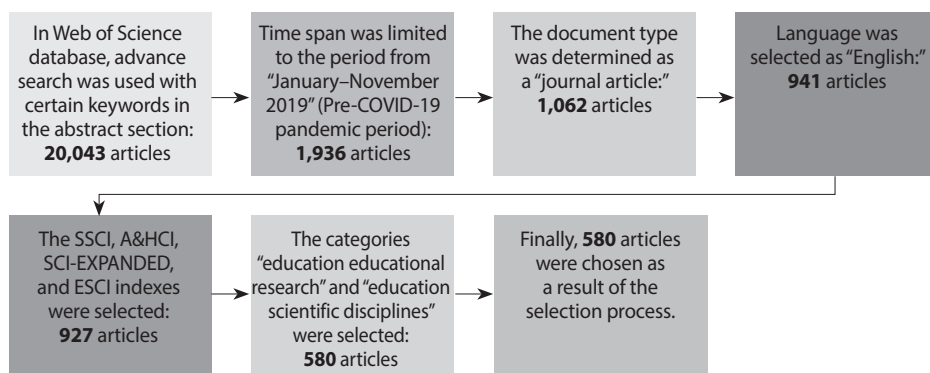 In Web of Science
database, advance
search was used with
certain keywords in
the abstract section:
20,043 articles
Time span was limited
to the period from
“January–November
2019” (Pre-COVID-19
pandemic period):
1,936 articles
The document type
was determined as
a “journal article:”
1,062 articles
Language was
selected as “English:”
941 articles
The SSCI, A&HCI,
SCI-EXPANDED,
and ESCI indexes
were selected:
927 articles
The categories
“education educational
research” and “education
scientific disciplines”
were selected:
580 articles
Finally, 580 articles
were chosen as
a result of the
selection process.